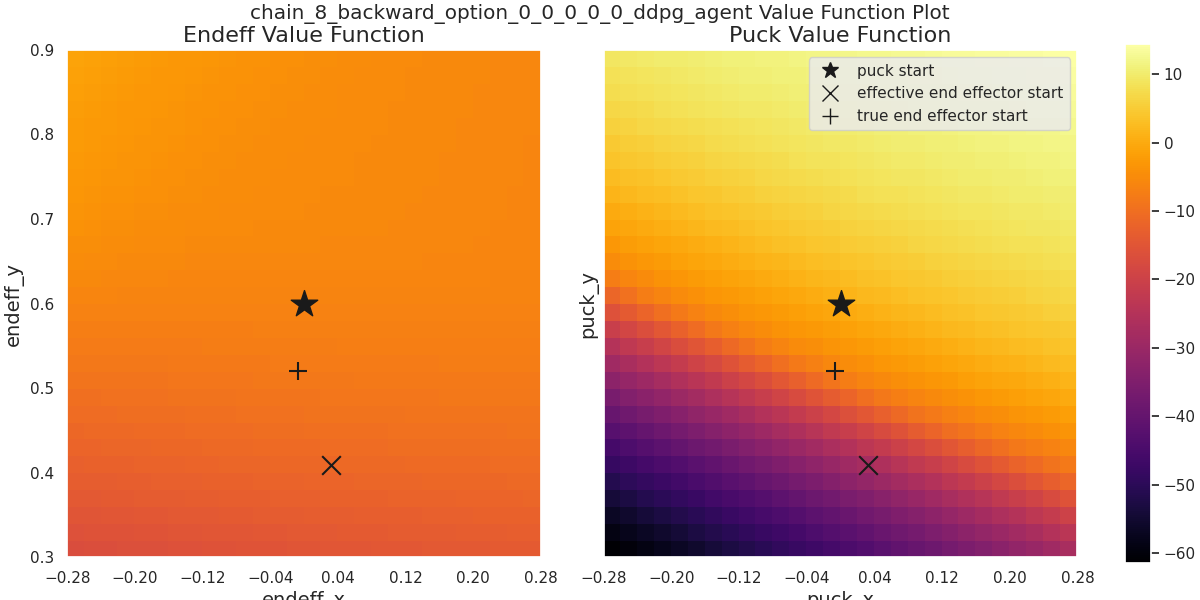 chain_8_backward_option_0_0_0_0_0_ddpg_agent Value Function Plot
Endeff Value Function
Puck Value Function
puck start
effective end effector start
true end effector start
0.9
0.8
0.7
0.6
0.5
0.4
0.3
endeff_y
puck_y
−0.28 −0.20 −0.12 −0.04 0.04 0.12 0.20 0.28
−0.28 −0.20 −0.12 −0.04 0.04 0.12 0.20 0.28
endeff_x
puck_x
10
0
−10
−20
−30
−40
−50
−60